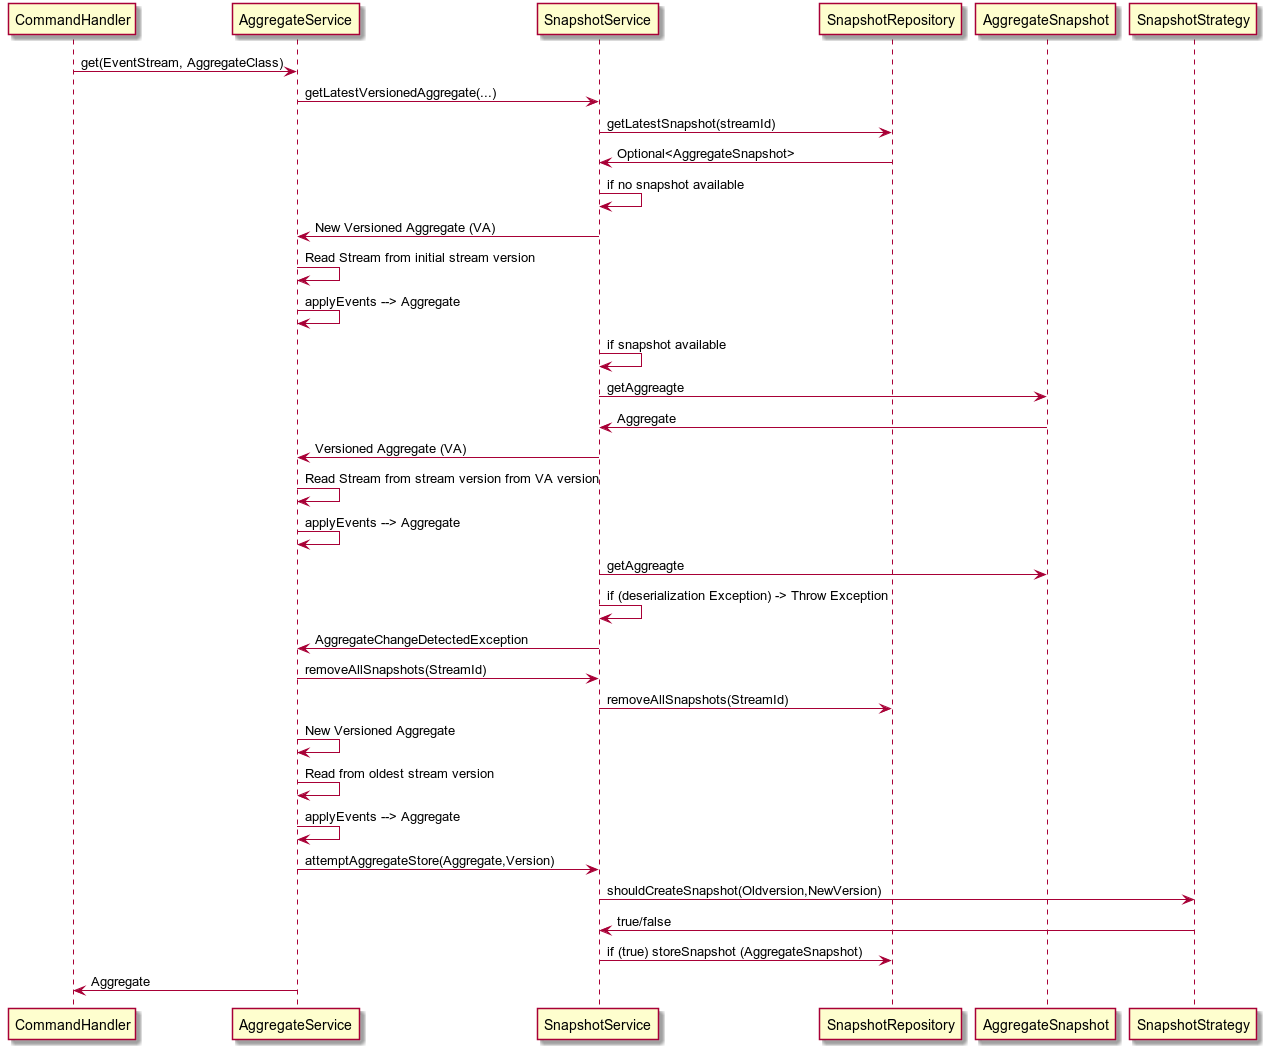 CommandHandler
AggregateService
SnapshotService
SnapshotRepository
AggregateSnapshot
SnapshotStrategy
get(EventStream, AggregateClass)
getLatestVersionedAggregate(...)
getLatestSnapshot(streamId)
Optional<AggregateSnapshot>
if no snapshot available
New Versioned Aggregate (VA)
Read Stream from initial stream version
applyEvents --> Aggregate
if snapshot available
getAggreagte
Aggregate
Versioned Aggregate (VA)
Read Stream from stream version from VA version
applyEvents --> Aggregate
getAggreagte
if (deserialization Exception) -> Throw Exception
AggregateChangeDetectedException
removeAllSnapshots(StreamId)
removeAllSnapshots(StreamId)
New Versioned Aggregate
Read from oldest stream version
applyEvents --> Aggregate
attemptAggregateStore(Aggregate,Version)
shouldCreateSnapshot(Oldversion,NewVersion)
true/false
if (true) storeSnapshot (AggregateSnapshot)
Aggregate
CommandHandler
AggregateService
SnapshotService
SnapshotRepository
AggregateSnapshot
SnapshotStrategy